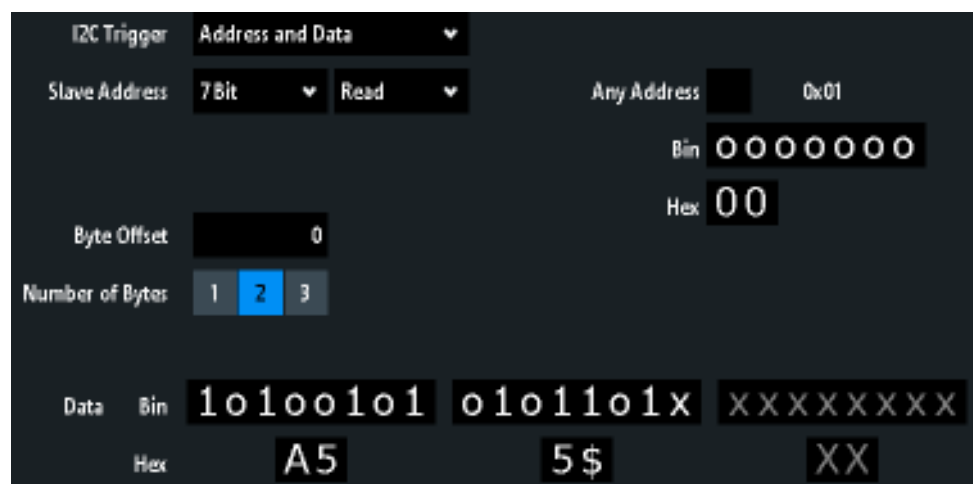 I2C Trigger Address and Data
Slave Address 7 Bit Read Any Address 0x01
Bin 0000000
Hex 00
Byte Offset 0
Number of Bytes 1 2 3
Data Bin 10100101 0101101X XXXXXXXX
Hex A5 5$ XX